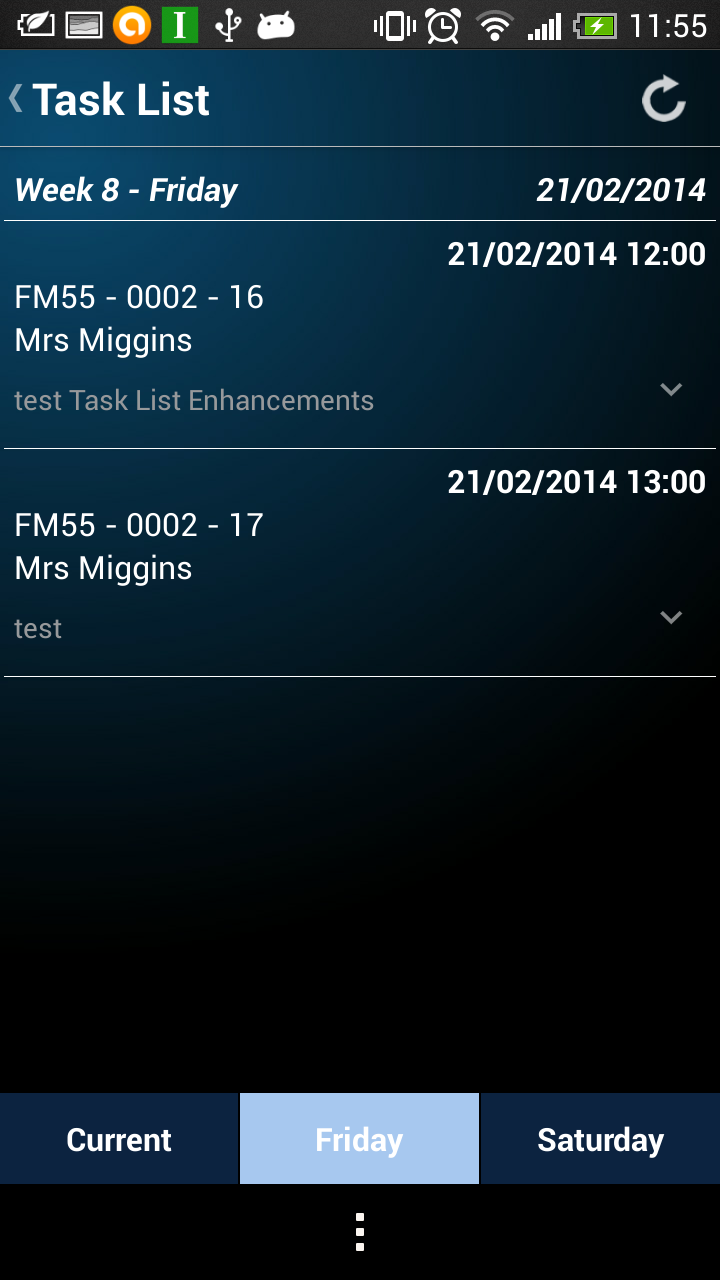 11:55
Task List
Week 8 - Friday 21/02/2014
21/02/2014 12:00
FM55 - 0002 - 16
Mrs Miggins
test Task List Enhancements
21/02/2014 13:00
FM55 - 0002 - 17
Mrs Miggins
test
Current Friday Saturday